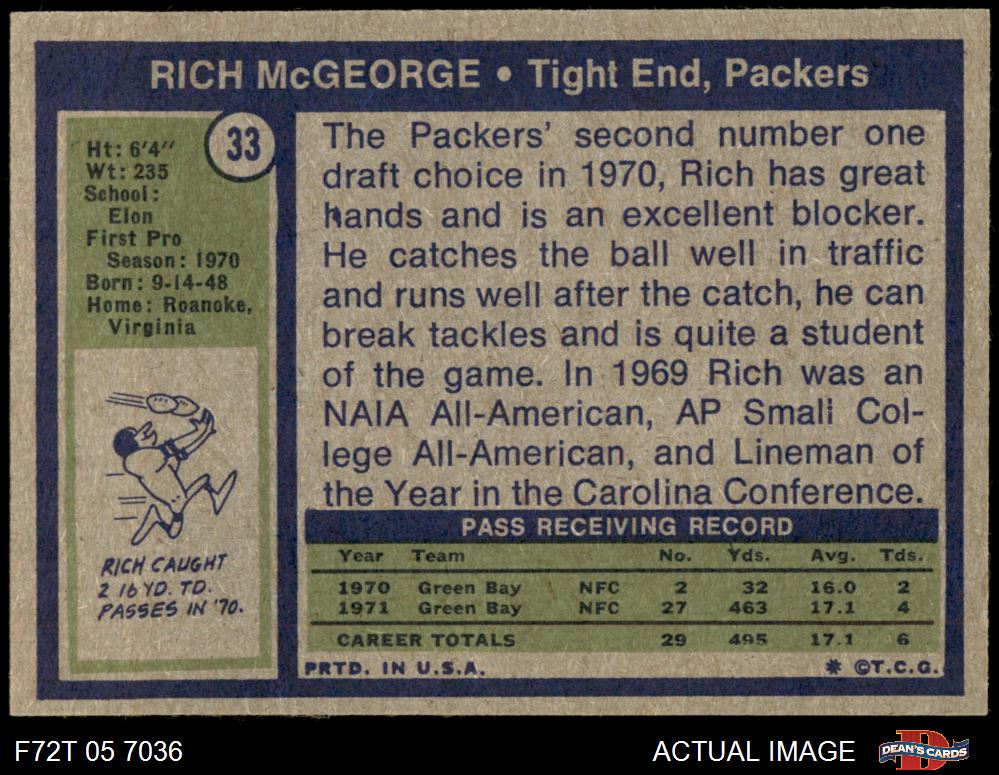 RICH McGEORGE • Tight End, Packers
33
Ht: 6'4''
Wt: 235
School:
Elon
First Pro
Season: 1970
Born: 9-14-48
Home: Roanoke,
Virginia
RICH CAUGHT
2 16 YD. TD.
PASSES IN '70.
The Packers' second number one
draft choice in 1970, Rich has great
hands and is an excellent blocker.
He catches the ball well in traffic
and runs well after the catch, he can
break tackles and is quite a student
of the game. In 1969 Rich was an
NAIA All-American, AP Small Col-
lege All-American, and Lineman of
the Year in the Carolina Conference.
PASS RECEIVING RECORD
Year Team No. Yds. Avg. Tds.
1970 Green Bay NFC 2 32 16.0 2
1971 Green Bay NFC 27 463 17.1 4
CAREER TOTALS 29 495 17.1 6
PRTD. IN U.S.A. * ©T.C.G.
F72T 05 7036 ACTUAL IMAGE DEAN'S CARDS